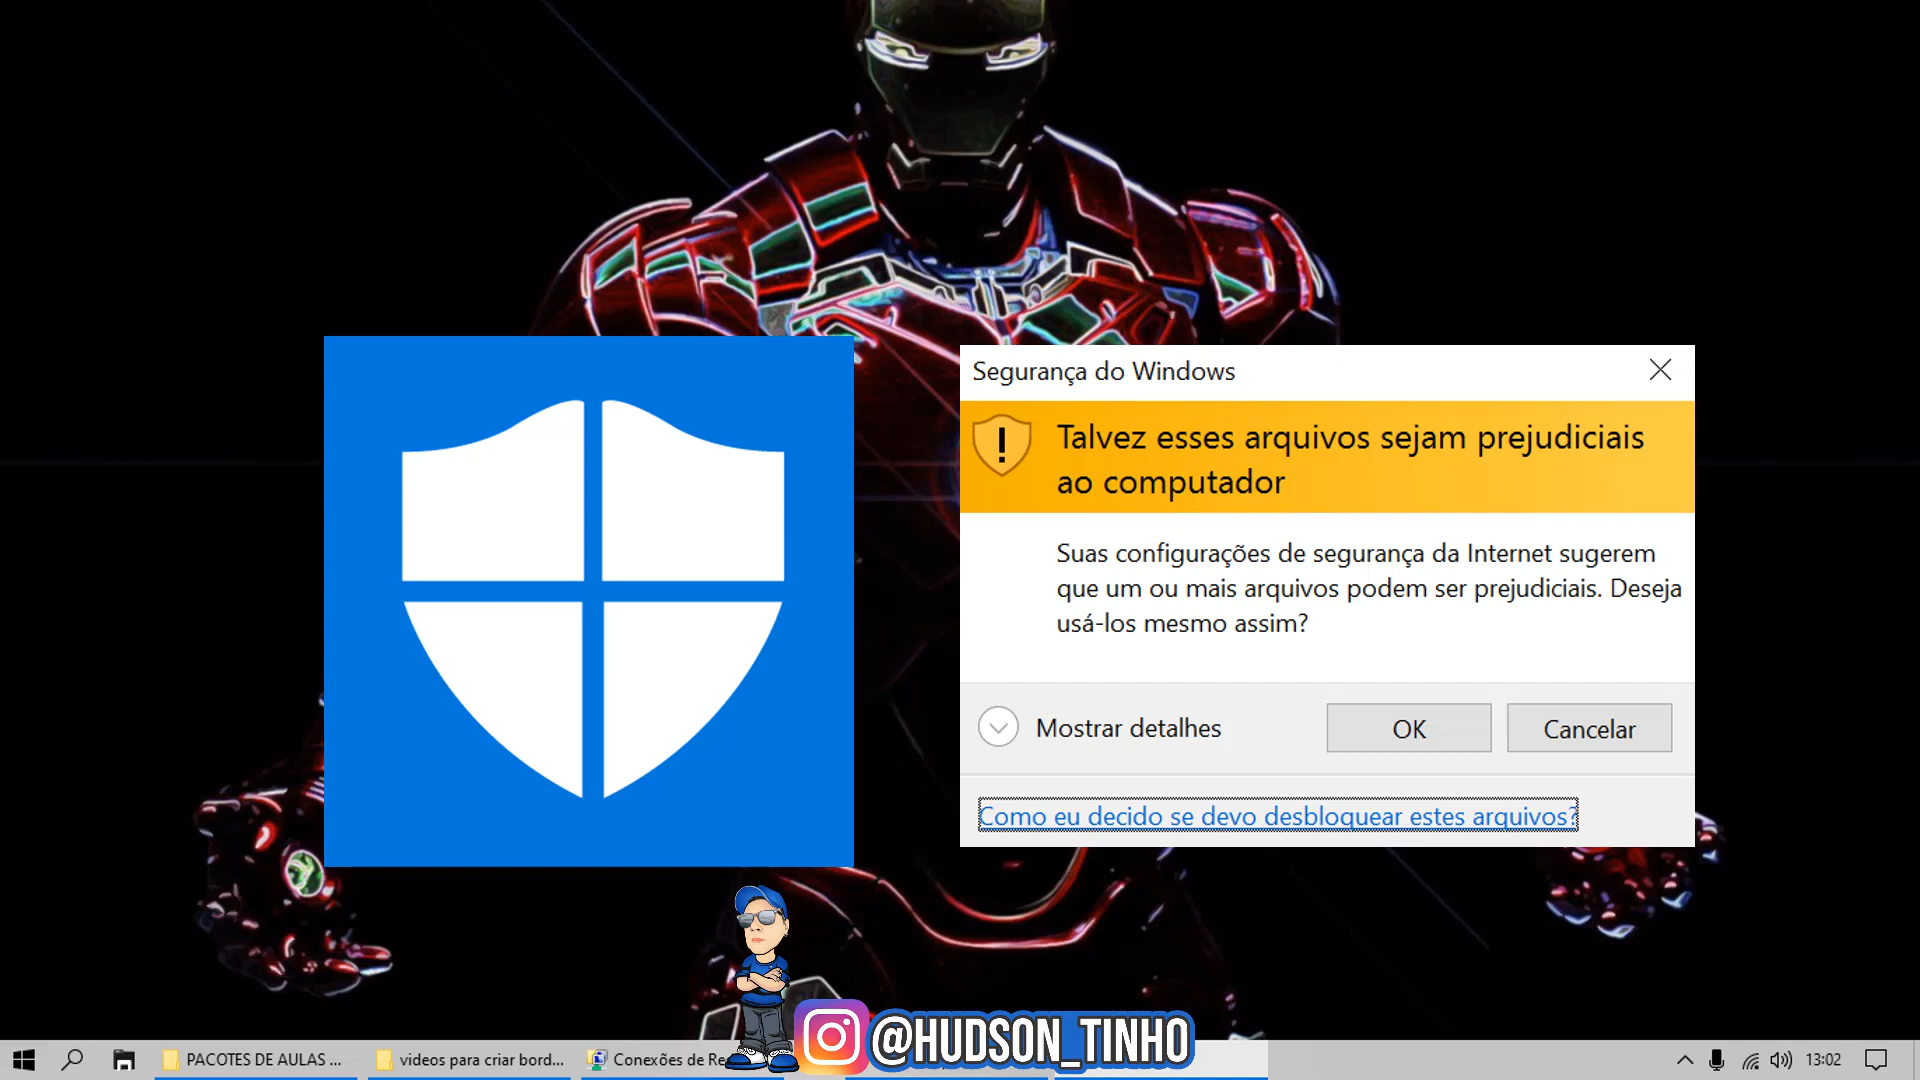 Segurança do Windows
Talvez esses arquivos sejam prejudiciais
ao computador
Suas configurações de segurança da Internet sugerem
que um ou mais arquivos podem ser prejudiciais. Deseja
usá-los mesmo assim?
Mostrar detalhes
OK
Cancelar
Como eu decido se devo desbloquear estes arquivos?
@HUDSON_TINHO
PACOTES DE AULAS ...
videos para criar bord...
Conexões de Re
13:02